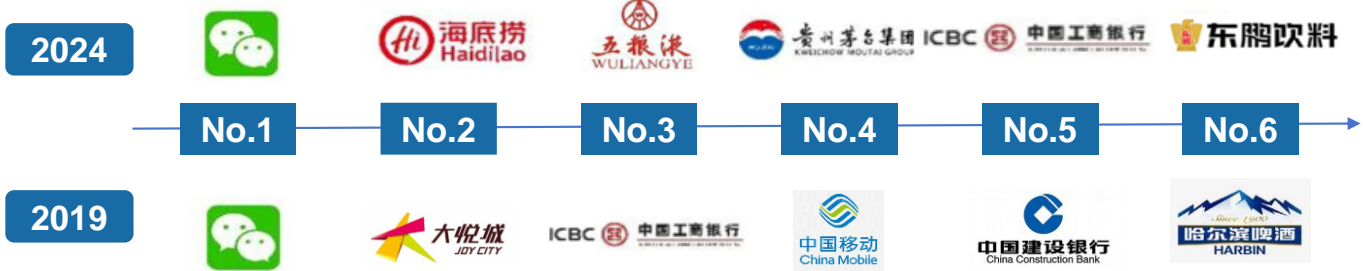 2024
Hi 海底捞
Haidilao
五粮液
WULIANGYE
贵州茅台集团
KWEICHOW MOUTAI GROUP
ICBC 中国工商银行
东鹏饮料
No.1
No.2
No.3
No.4
No.5
No.6
2019
大悦城
JOY CITY
ICBC 中国工商银行
中国移动
China Mobile
中国建设银行
China Construction Bank
Since 1900
哈尔滨啤酒
HARBIN